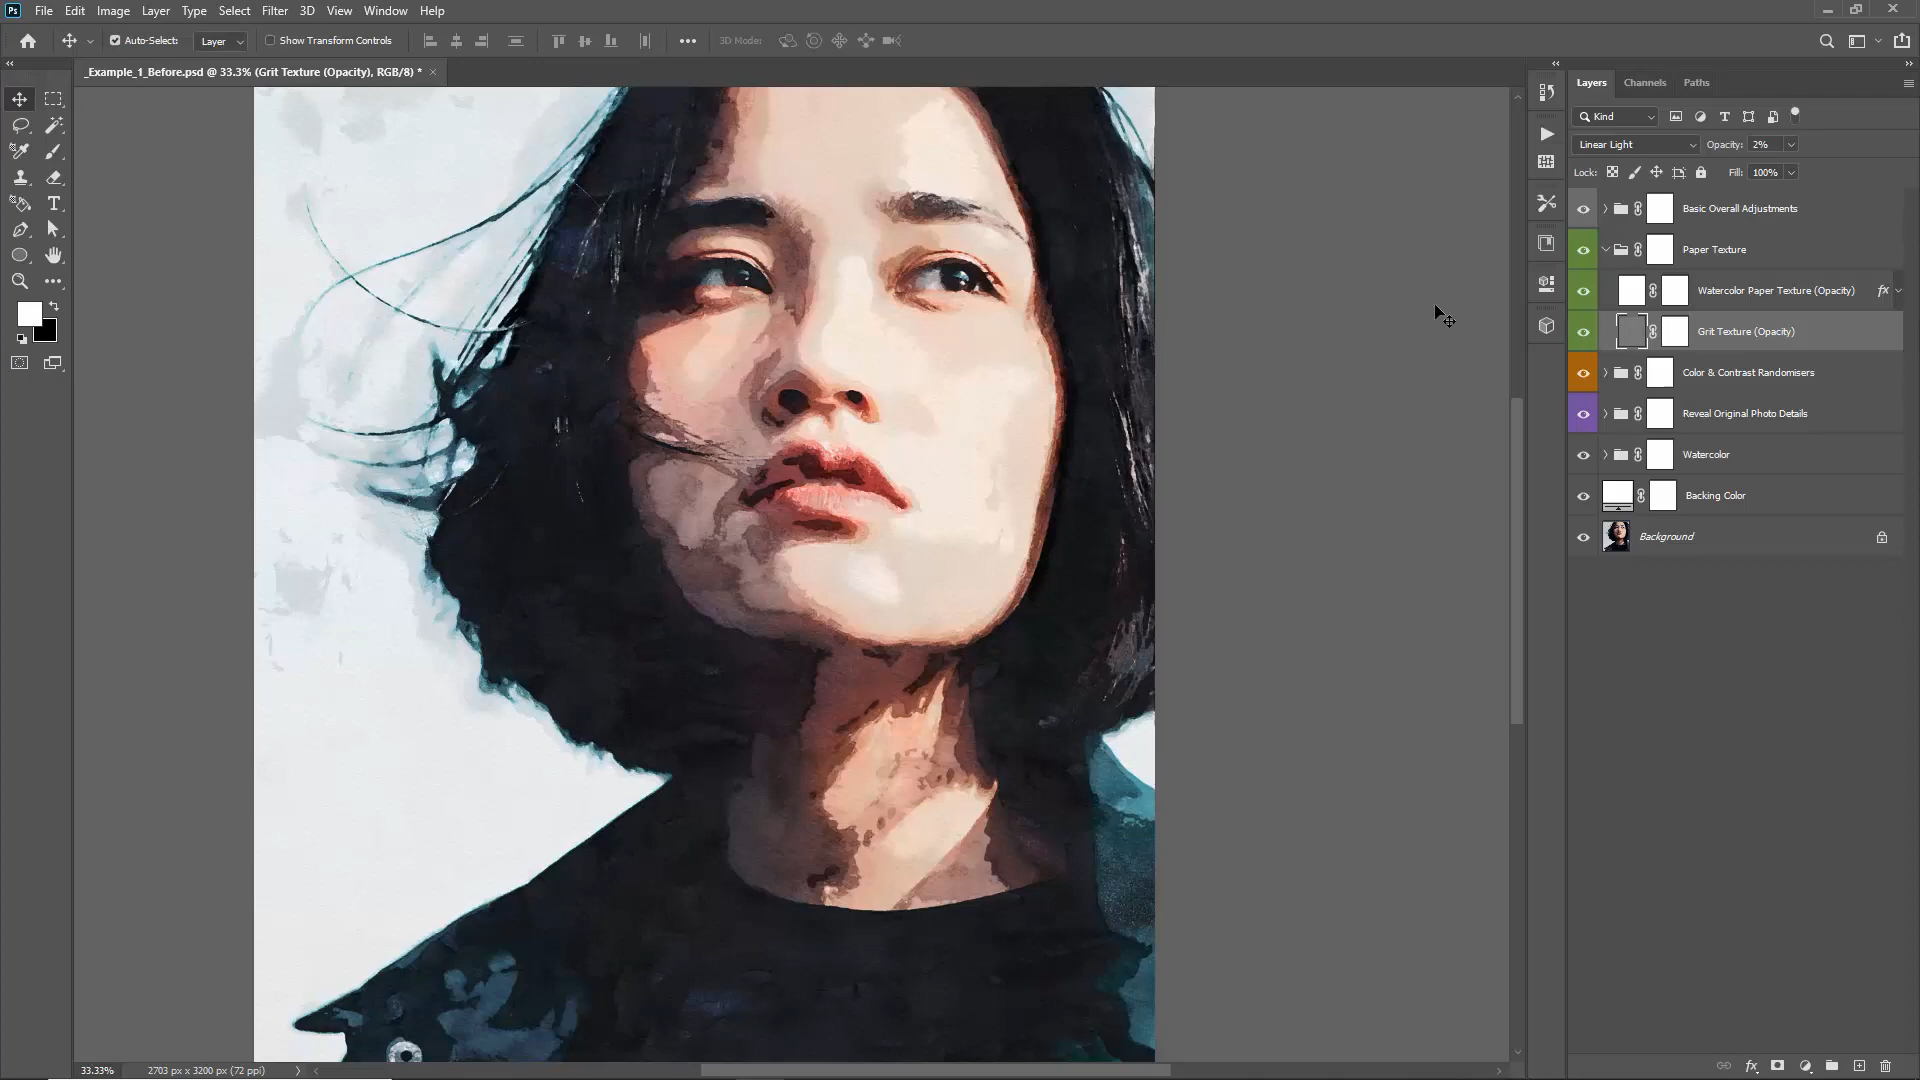 Ps File Edit Image Layer Type Select Filter 3D View Window Help
Auto-Select: Layer Show Transform Controls 3D Mode:
_Example_1_Before.psd @ 33.3% (Grit Texture (Opacity), RGB/8) *
Layers Channels Paths
Kind
Linear Light Opacity: 2%
Lock: Fill: 100%
Basic Overall Adjustments
Paper Texture
Watercolor Paper Texture (Opacity) fx
Grit Texture (Opacity)
Color & Contrast Randomisers
Reveal Original Photo Details
Watercolor
Backing Color
Background
33.33% 2703 px x 3200 px (72 ppi)
fx